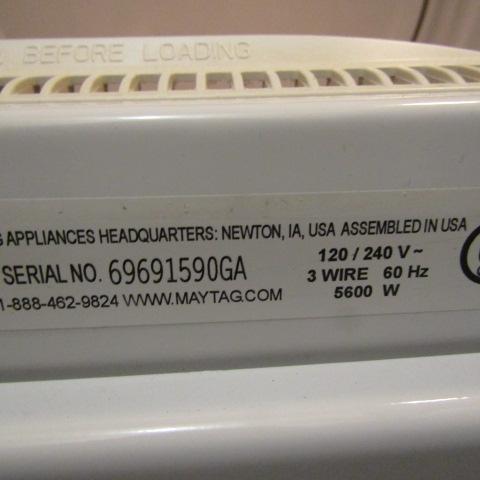 BEFORE LOADING
APPLIANCES HEADQUARTERS: NEWTON, IA, USA ASSEMBLED IN USA
SERIAL NO. 69691590GA
120 / 240 V ~
3 WIRE 60 Hz
5600 W
1-888-462-9824 WWW.MAYTAG.COM